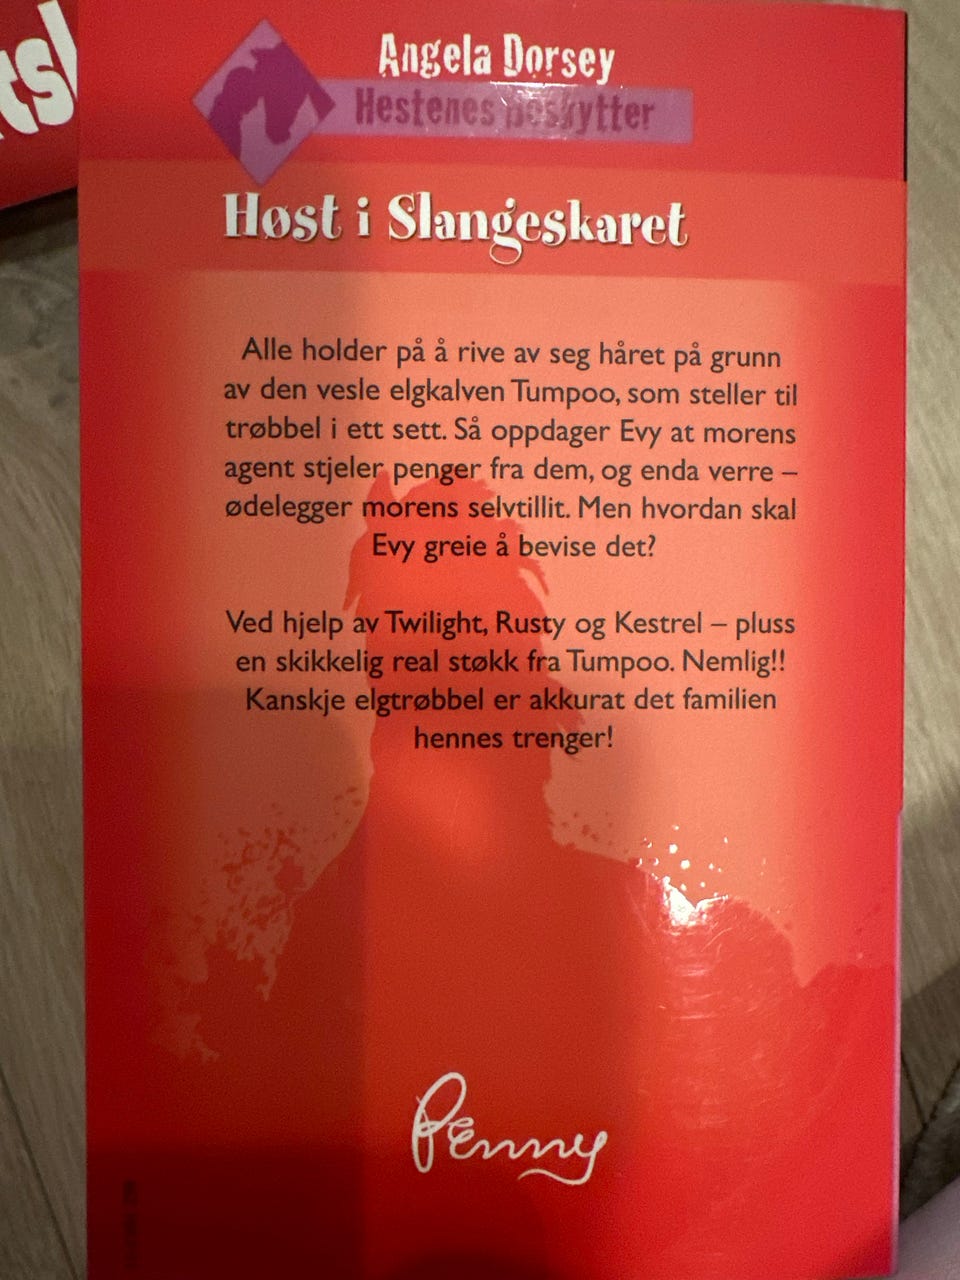 ts
Angela Dorsey
Hestenes beskytter
Høst i Slangeskaret
Alle holder på å rive av seg håret på grunn
av den vesle elgkalven Tumpoo, som steller til
trøbbel i ett sett. Så oppdager Evy at morens
agent stjeler penger fra dem, og enda verre –
ødelegger morens selvtillit. Men hvordan skal
Evy greie å bevise det?
Ved hjelp av Twilight, Rusty og Kestrel – pluss
en skikkelig real støkk fra Tumpoo. Nemlig!!
Kanskje elgtrøbbel er akkurat det familien
hennes trenger!
Penny